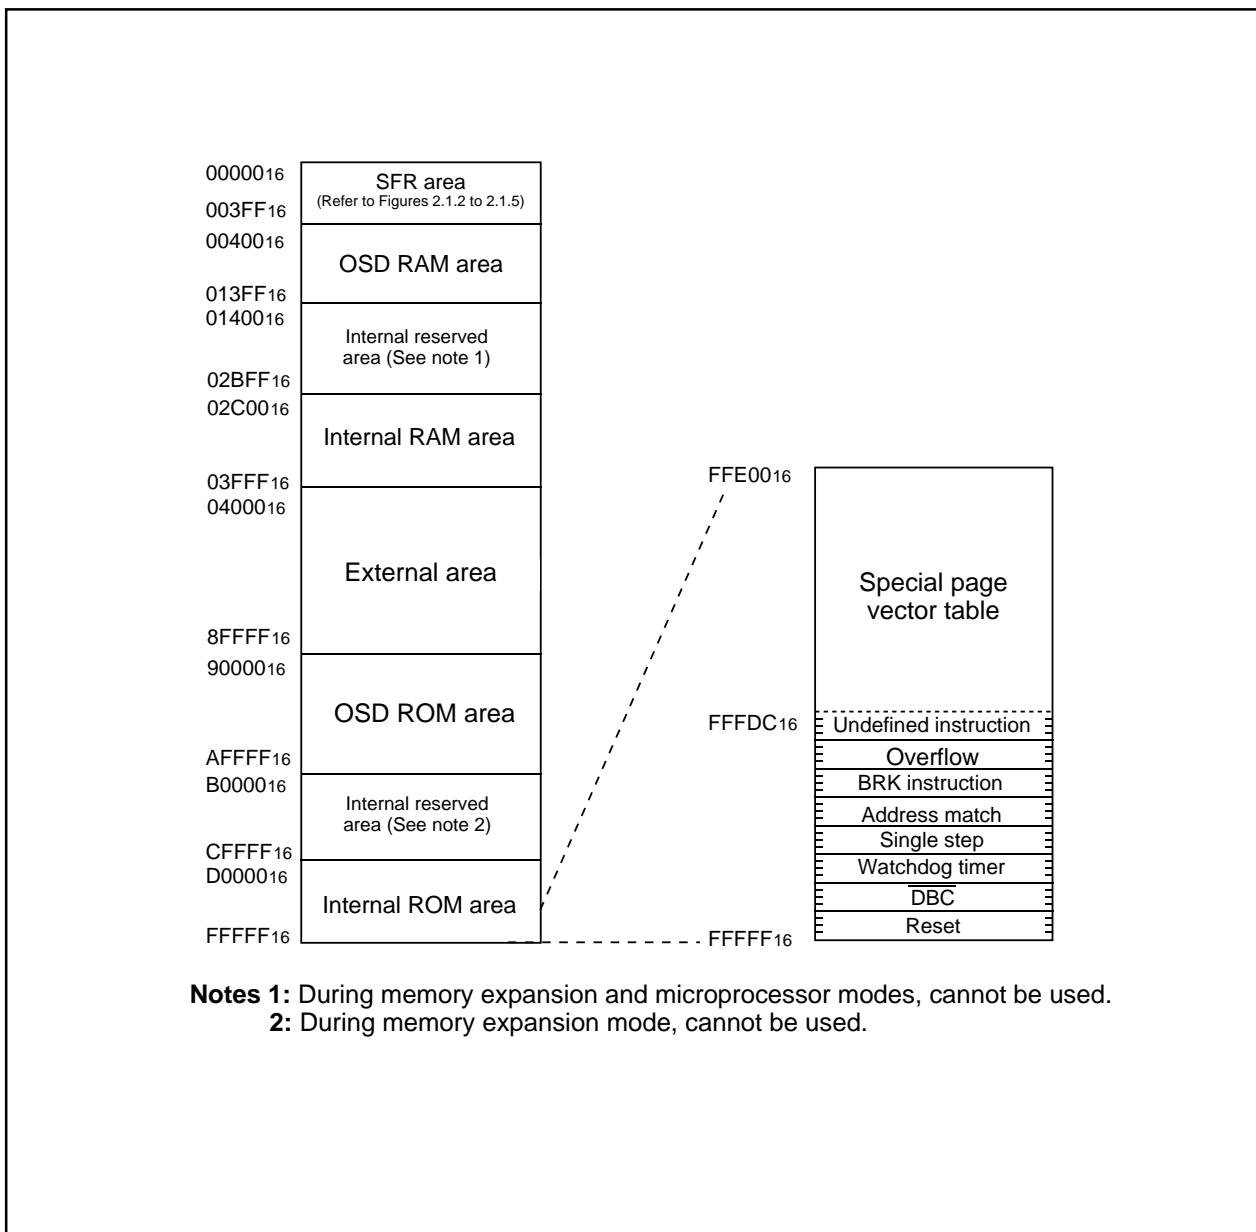 0000016
SFR area
(Refer to Figures 2.1.2 to 2.1.5)
003FF16
0040016
OSD RAM area
013FF16
0140016
Internal reserved
area (See note 1)
02BFF16
02C0016
Internal RAM area
03FFF16
0400016
External area
8FFFF16
9000016
OSD ROM area
AFFFF16
B000016
Internal reserved
area (See note 2)
CFFFF16
D000016
Internal ROM area
FFFFF16
FFE0016
Special page
vector table
FFFDC16
Undefined instruction
Overflow
BRK instruction
Address match
Single step
Watchdog timer
DBC
Reset
FFFFF16
Notes 1: During memory expansion and microprocessor modes, cannot be used.
2: During memory expansion mode, cannot be used.